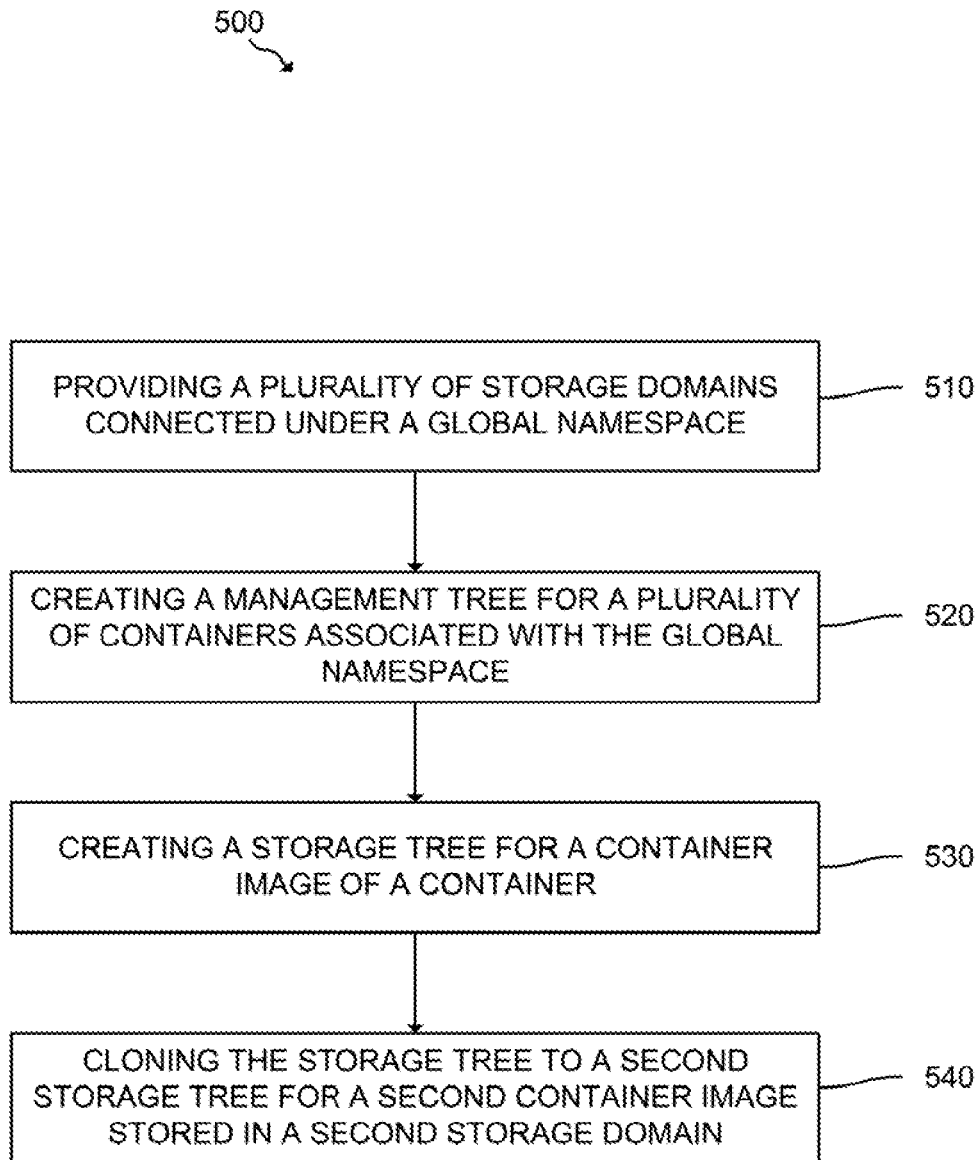 500
PROVIDING A PLURALITY OF STORAGE DOMAINS
CONNECTED UNDER A GLOBAL NAMESPACE
510
CREATING A MANAGEMENT TREE FOR A PLURALITY
OF CONTAINERS ASSOCIATED WITH THE GLOBAL
NAMESPACE
520
CREATING A STORAGE TREE FOR A CONTAINER
IMAGE OF A CONTAINER
530
CLONING THE STORAGE TREE TO A SECOND
STORAGE TREE FOR A SECOND CONTAINER IMAGE
STORED IN A SECOND STORAGE DOMAIN
540